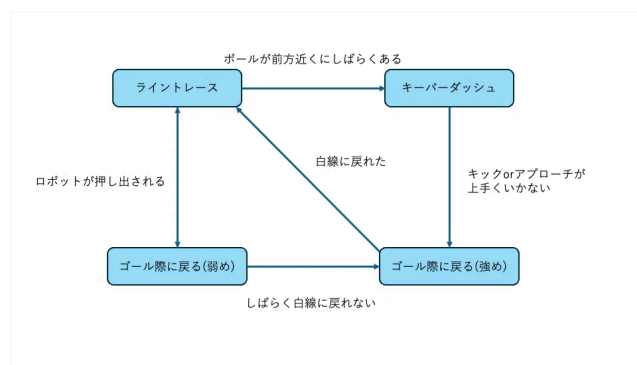 ボールが前方近くにしばらくある
ライントレース
キーパーダッシュ
白線に戻れた
ロボットが押し出される
キックorアプローチが
上手くいかない
ゴール際に戻る(弱め)
ゴール際に戻る(強め)
しばらく白線に戻れない